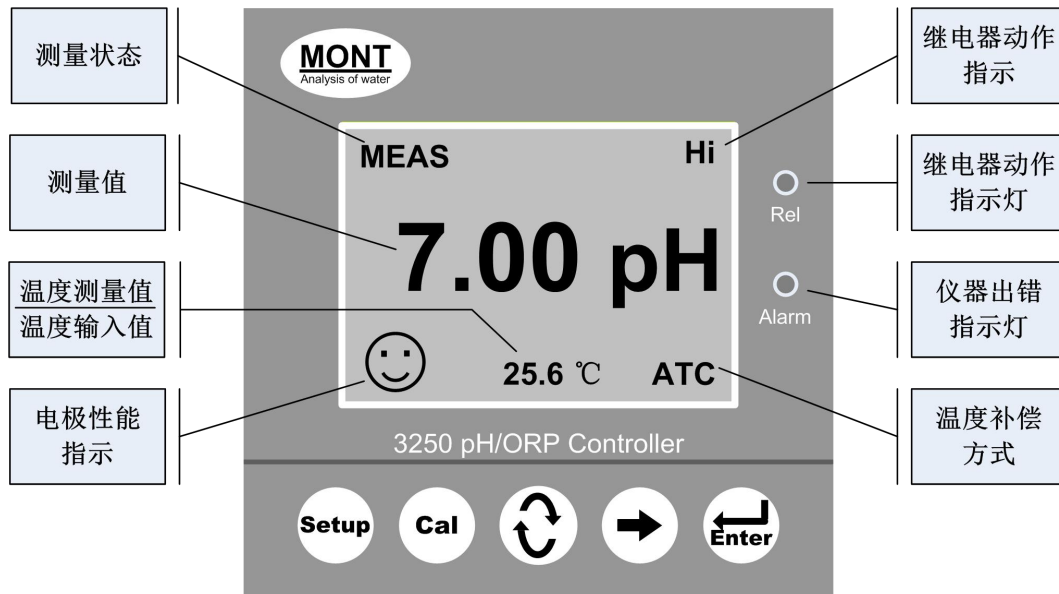 测量状态
测量值
温度测量值
温度输入值
电极性能
指示
MONT
Analysis of water
MEAS
Hi
7.00 pH
25.6 ℃
ATC
Rel
Alarm
3250 pH/ORP Controller
Setup
Cal
Enter
继电器动作
指示
继电器动作
指示灯
仪器出错
指示灯
温度补偿
方式